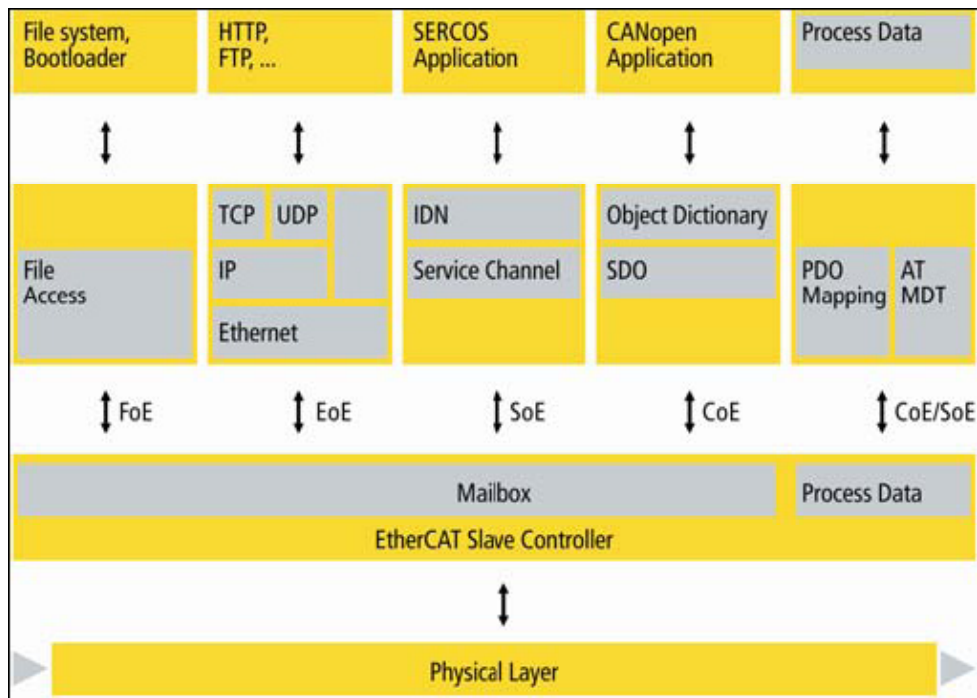 File system,
Bootloader
HTTP,
FTP, ...
SERCOS
Application
CANopen
Application
Process Data
File
Access
TCP
UDP
IP
Ethernet
IDN
Service Channel
Object Dictionary
SDO
PDO
Mapping
AT
MDT
FoE
EoE
SoE
CoE
CoE/SoE
Mailbox
Process Data
EtherCAT Slave Controller
Physical Layer